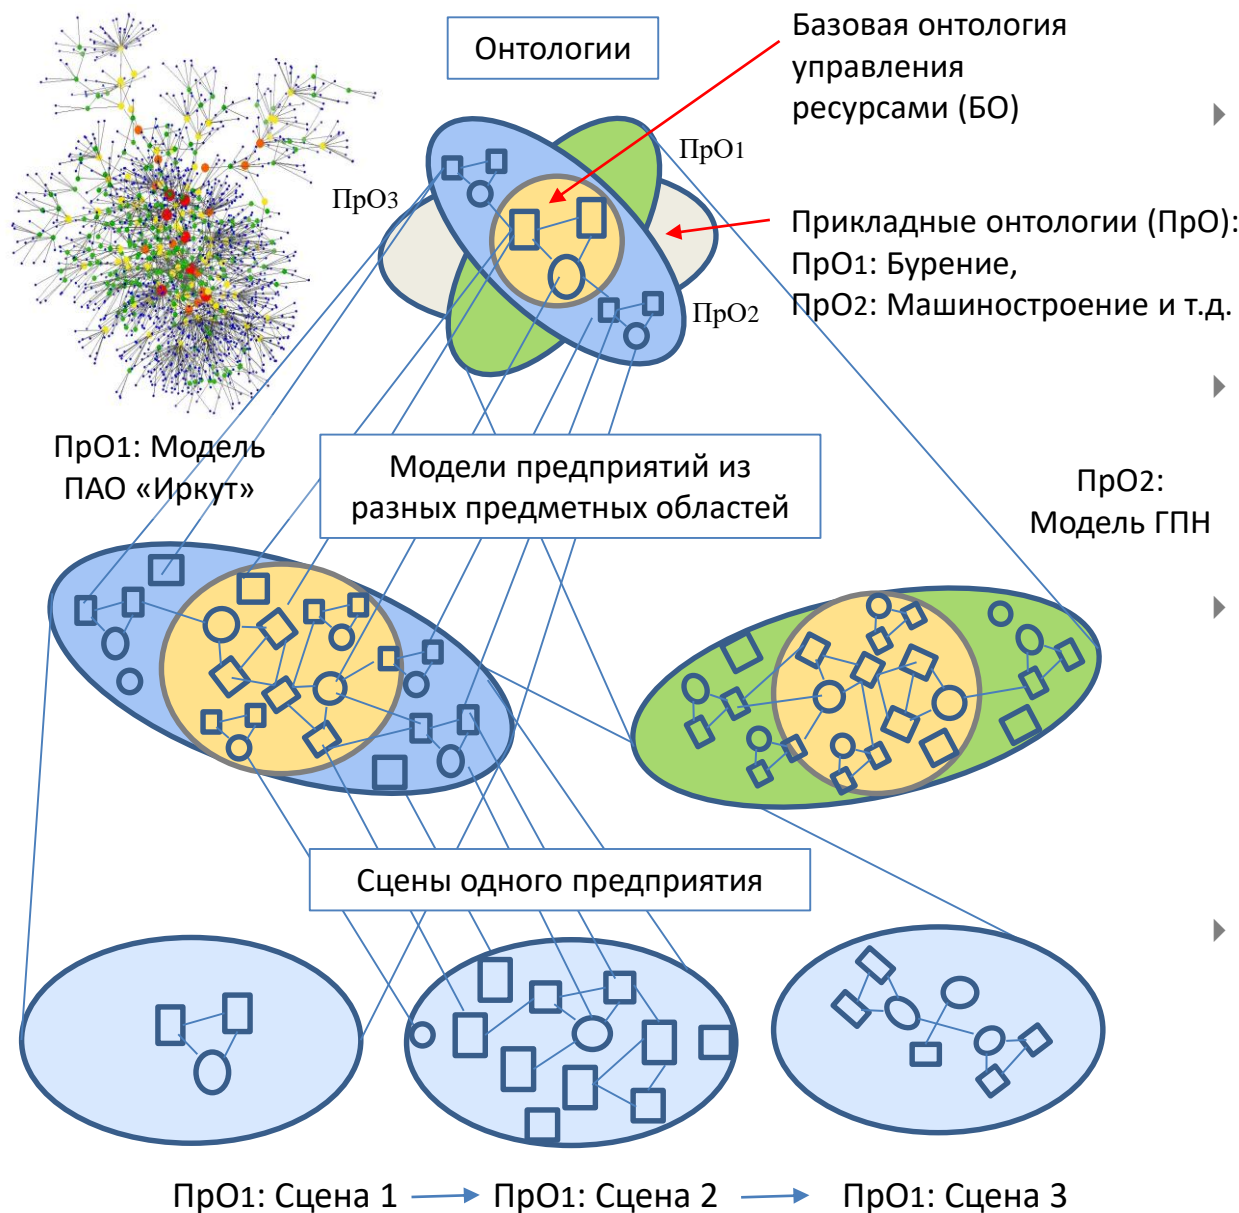 Онтологии
Базовая онтология
управления
ресурсами (БО)
ПрО1
ПрО3
Прикладные онтологии (ПрО):
ПрО1: Бурение,
ПрО2: Машиностроение и т.д.
ПрО2
ПрО1: Модель
ПАО «Иркут»
Модели предприятий из
разных предметных областей
ПрО2:
Модель ГПН
Сцены одного предприятия
ПрО1: Сцена 1
ПрО1: Сцена 2
ПрО1: Сцена 3